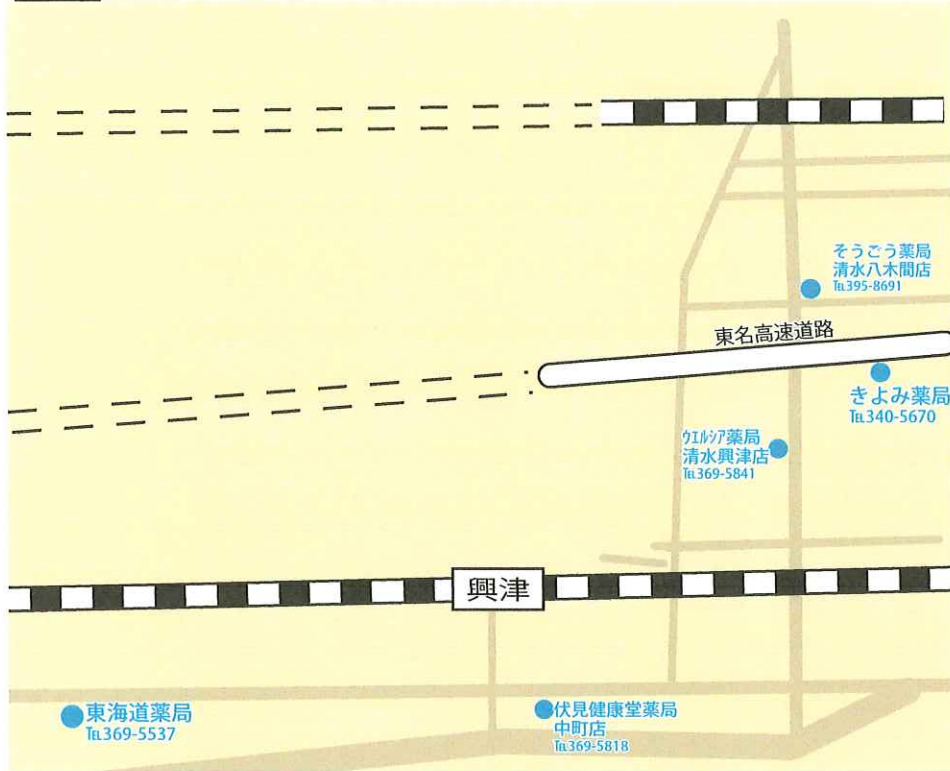 そうごう薬局
清水八木間店
℡395-8691
東名高速道路
きよみ薬局
℡340-5670
ウエルシア薬局
清水興津店
℡369-5841
興津
東海道薬局
℡369-5537
伏見健康堂薬局
中町店
℡369-5818